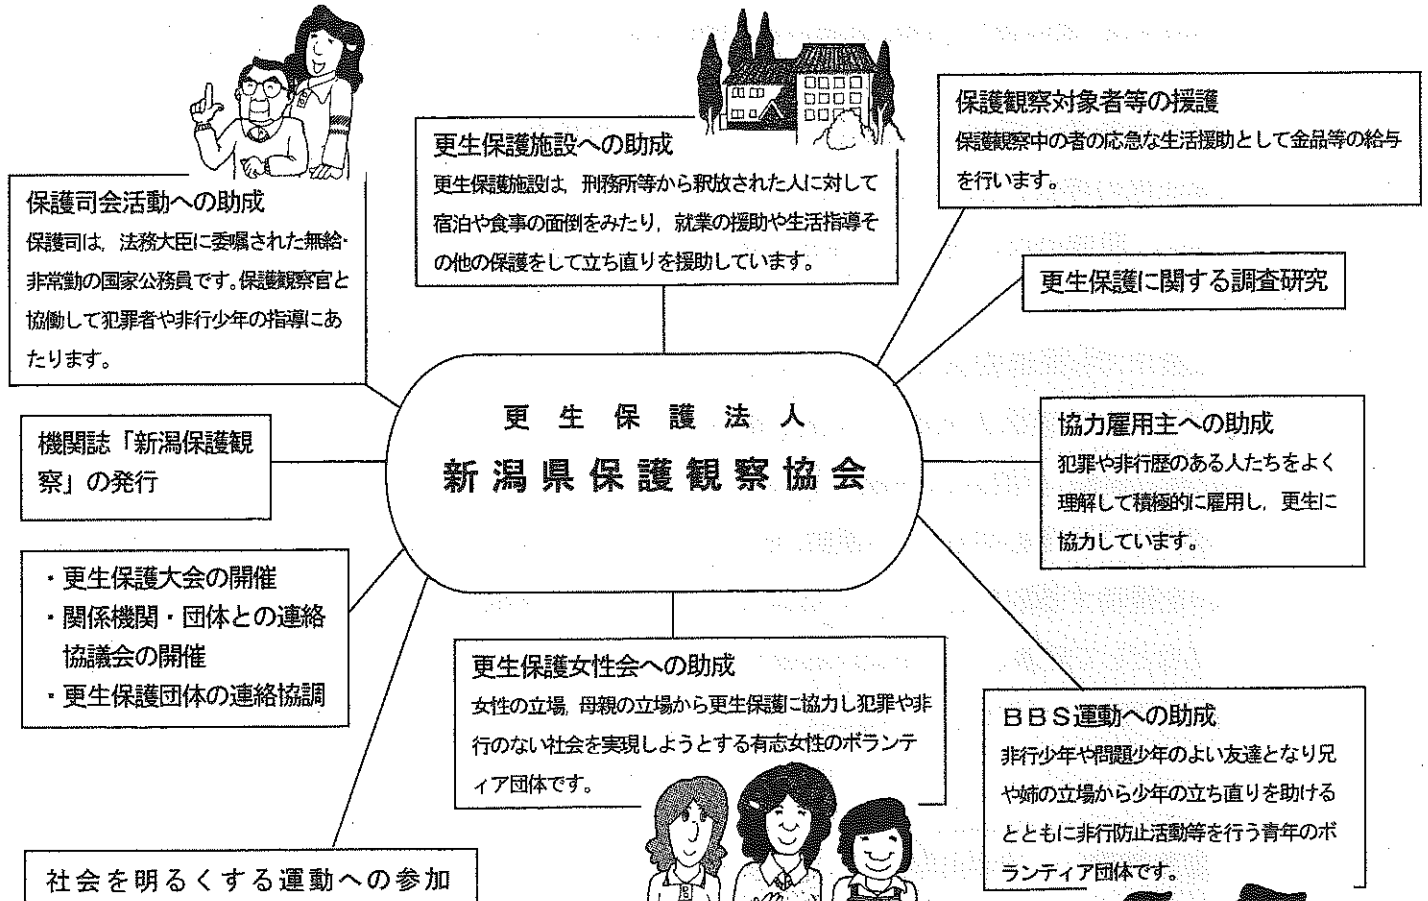 保護司会活動への助成
保護司は，法務大臣に委嘱された無給・
非常勤の国家公務員です。保護観察官と
協働して犯罪者や非行少年の指導にあ
たります。
更生保護施設への助成
更生保護施設は，刑務所等から釈放された人に対して
宿泊や食事の面倒をみたり，就業の援助や生活指導そ
の他の保護をして立ち直りを援助しています。
保護観察対象者等の援護
保護観察中の者の応急な生活援助として金品等の給与
を行います。
更生保護に関する調査研究
更生保護法人
新潟県保護観察協会
機関誌「新潟保護観
察」の発行
協力雇用主への助成
犯罪や非行歴のある人たちをよく
理解して積極的に雇用し，更生に
協力しています。
・更生保護大会の開催
・関係機関・団体との連絡
協議会の開催
・更生保護団体の連絡協調
更生保護女性会への助成
女性の立場，母親の立場から更生保護に協力し犯罪や非
行のない社会を実現しようとする有志女性のボランテ
ィア団体です。
ＢＢＳ運動への助成
非行少年や問題少年のよい友達となり兄
や姉の立場から少年の立ち直りを助ける
とともに非行防止活動等を行う青年のボ
ランティア団体です。
社会を明るくする運動への参加